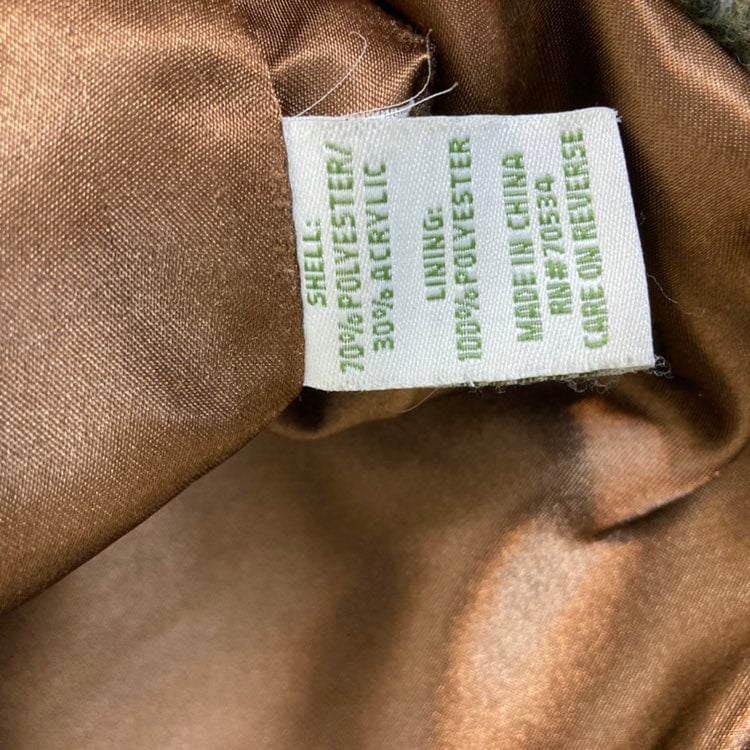 SHELL:
70% POLYESTER/
30% ACRYLIC
LINING:
100% POLYESTER
MADE IN CHINA
RN#70534
CARE ON REVERSE